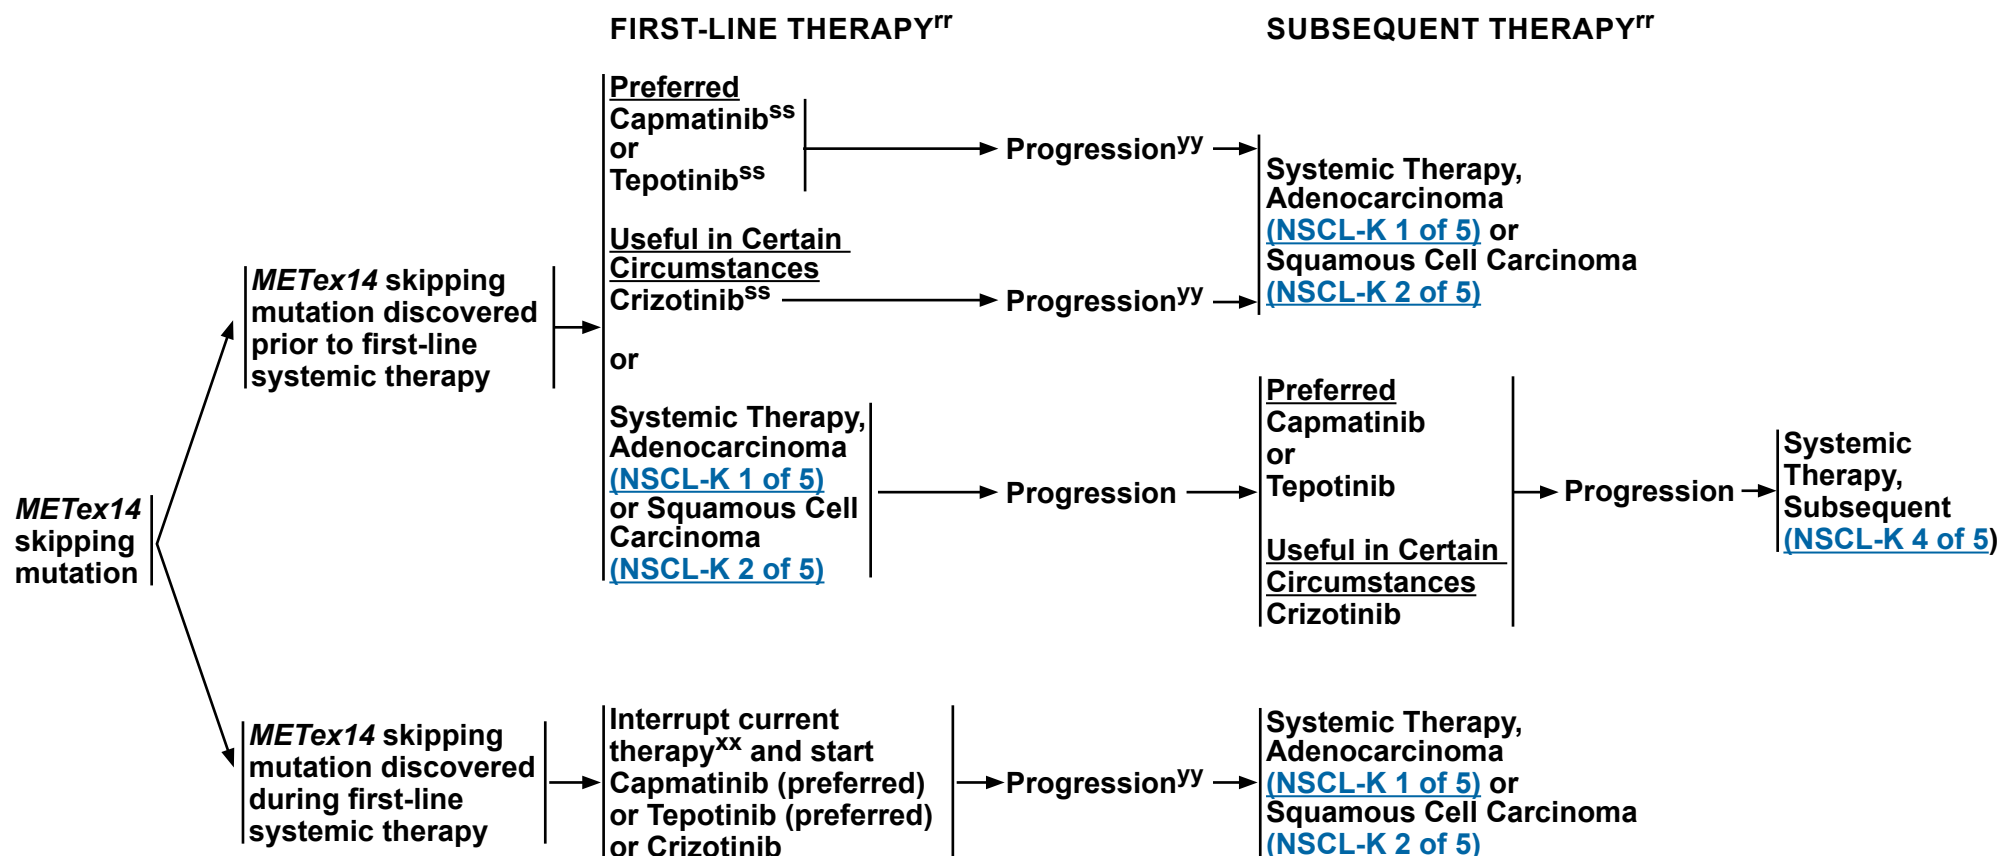 FIRST-LINE THERAPYrr
SUBSEQUENT THERAPYrr
METex14
skipping
mutation
METex14 skipping
mutation discovered
prior to first-line
systemic therapy
Preferred
Capmatinibss
or
Tepotinibss
Useful in Certain
Circumstances
Crizotinibss
or
Systemic Therapy,
Adenocarcinoma
(NSCL-K 1 of 5)
or Squamous Cell
Carcinoma
(NSCL-K 2 of 5)
Progressionyy
Progressionyy
Progression
Systemic Therapy,
Adenocarcinoma
(NSCL-K 1 of 5) or
Squamous Cell Carcinoma
(NSCL-K 2 of 5)
Preferred
Capmatinib
or
Tepotinib
Useful in Certain
Circumstances
Crizotinib
Progression
Systemic
Therapy,
Subsequent
(NSCL-K 4 of 5)
METex14 skipping
mutation discovered
during first-line
systemic therapy
Interrupt current
therapyxx and start
Capmatinib (preferred)
or Tepotinib (preferred)
or Crizotinib
Progressionyy
Systemic Therapy,
Adenocarcinoma
(NSCL-K 1 of 5) or
Squamous Cell Carcinoma
(NSCL-K 2 of 5)